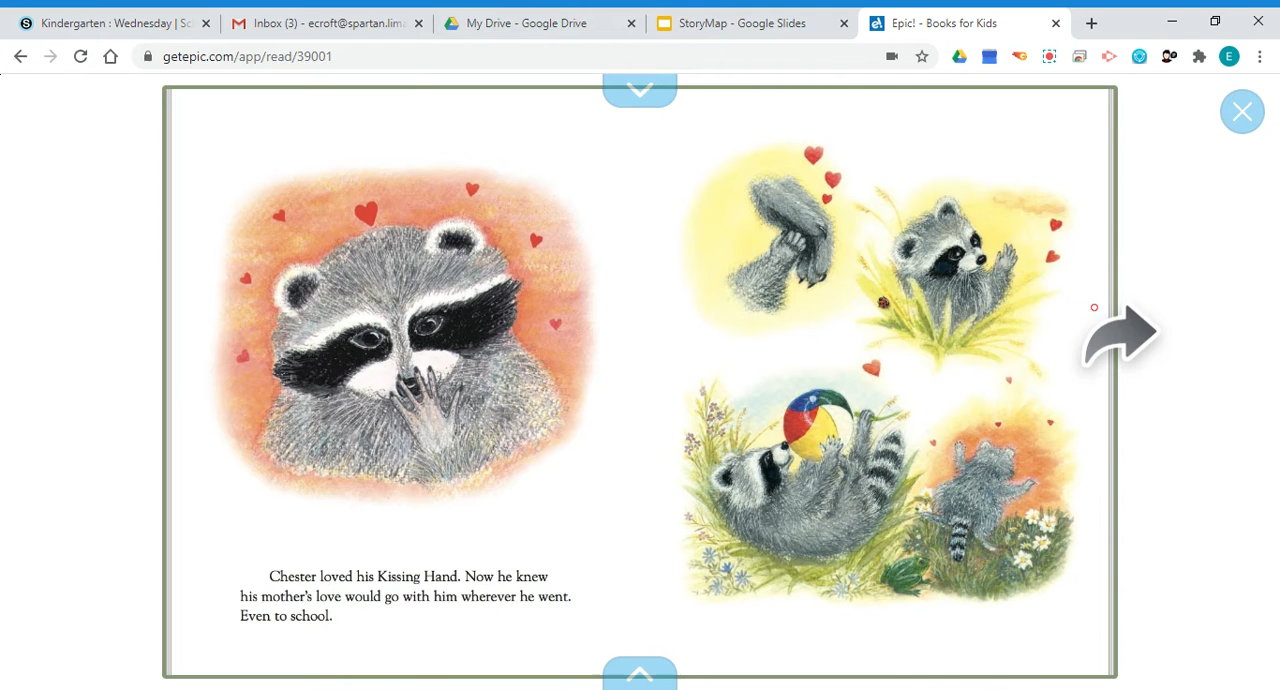 Kindergarten : Wednesday | Sc
Inbox (3) - ecroft@spartan.lim
My Drive - Google Drive
StoryMap - Google Slides
Epic! - Books for Kids
getepic.com/app/read/39001
E
Chester loved his Kissing Hand. Now he knew
his mother's love would go with him wherever he went.
Even to school.